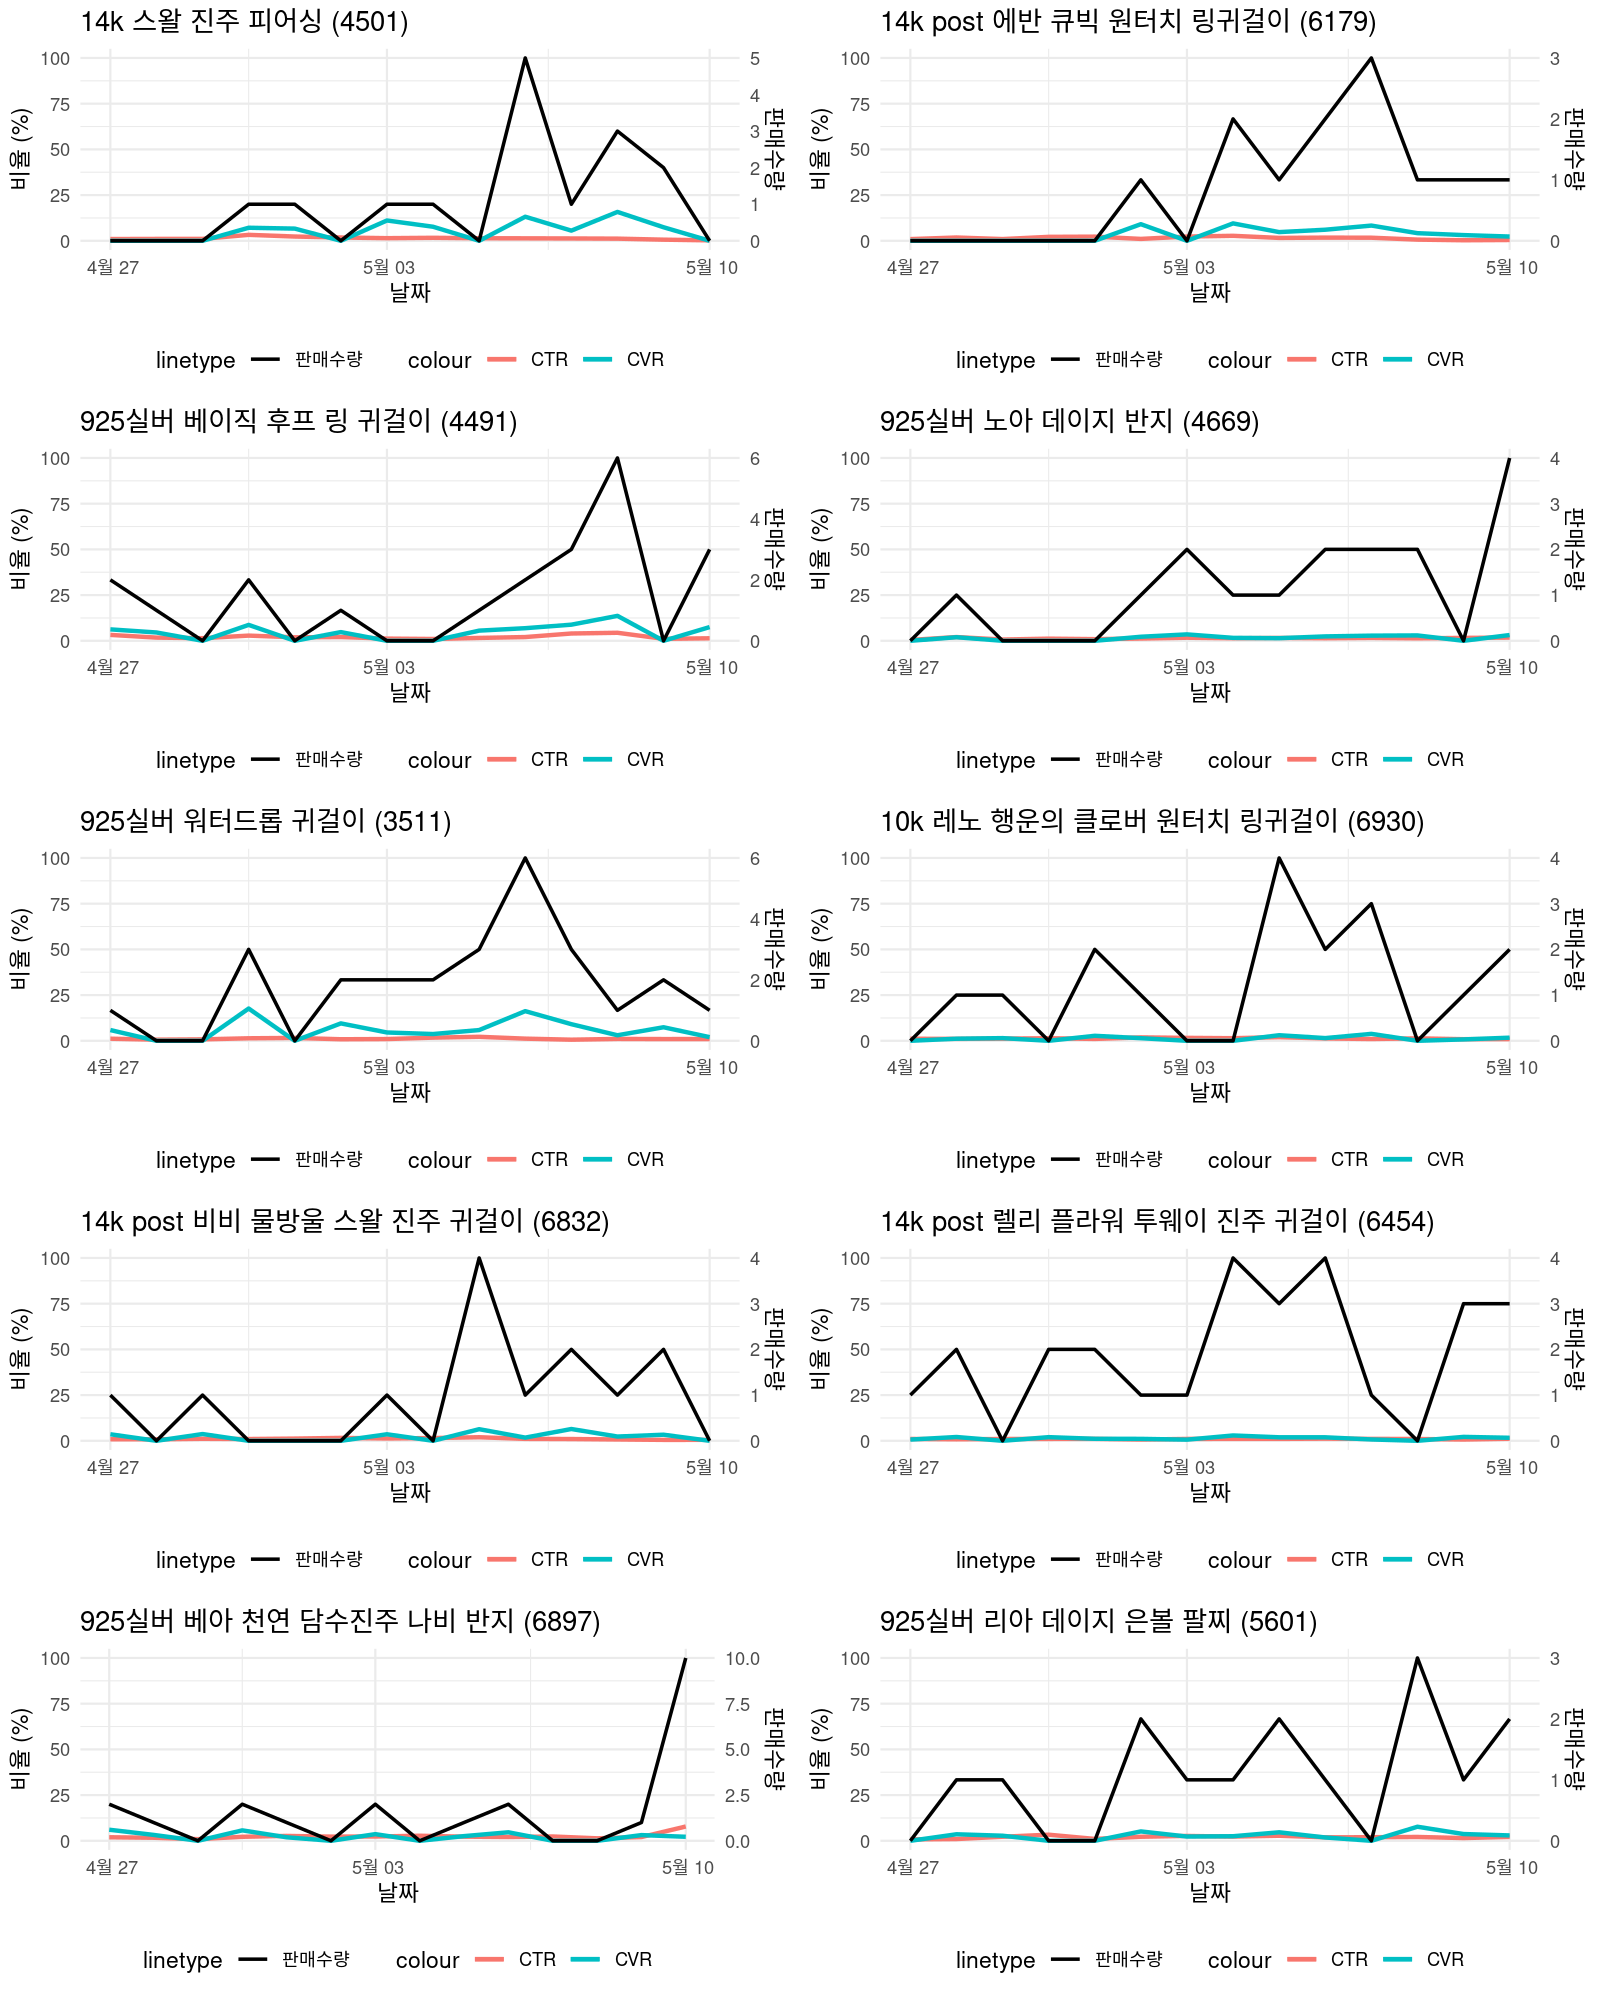 14k 스왈 진주 피어싱 (4501)
비율 (%)
100
75
50
25
0
5
4
3
2
1
0
판매수량
4월 27
5월 03
5월 10
날짜
linetype 판매수량 colour CTR CVR
14k post 에반 큐빅 원터치 링귀걸이 (6179)
비율 (%)
100
75
50
25
0
3
2
1
0
판매수량
4월 27
5월 03
5월 10
날짜
linetype 판매수량 colour CTR CVR
925실버 베이직 후프 링 귀걸이 (4491)
비율 (%)
100
75
50
25
0
6
4
2
0
판매수량
4월 27
5월 03
5월 10
날짜
linetype 판매수량 colour CTR CVR
925실버 노아 데이지 반지 (4669)
비율 (%)
100
75
50
25
0
4
3
2
1
0
판매수량
4월 27
5월 03
5월 10
날짜
linetype 판매수량 colour CTR CVR
925실버 워터드롭 귀걸이 (3511)
비율 (%)
100
75
50
25
0
6
4
2
0
판매수량
4월 27
5월 03
5월 10
날짜
linetype 판매수량 colour CTR CVR
10k 레노 행운의 클로버 원터치 링귀걸이 (6930)
비율 (%)
100
75
50
25
0
4
3
2
1
0
판매수량
4월 27
5월 03
5월 10
날짜
linetype 판매수량 colour CTR CVR
14k post 비비 물방울 스왈 진주 귀걸이 (6832)
비율 (%)
100
75
50
25
0
4
3
2
1
0
판매수량
4월 27
5월 03
5월 10
날짜
linetype 판매수량 colour CTR CVR
14k post 렐리 플라워 투웨이 진주 귀걸이 (6454)
비율 (%)
100
75
50
25
0
4
3
2
1
0
판매수량
4월 27
5월 03
5월 10
날짜
linetype 판매수량 colour CTR CVR
925실버 베아 천연 담수진주 나비 반지 (6897)
비율 (%)
100
75
50
25
0
10.0
7.5
5.0
2.5
0.0
판매수량
4월 27
5월 03
5월 10
날짜
linetype 판매수량 colour CTR CVR
925실버 리아 데이지 은볼 팔찌 (5601)
비율 (%)
100
75
50
25
0
3
2
1
0
판매수량
4월 27
5월 03
5월 10
날짜
linetype 판매수량 colour CTR CVR